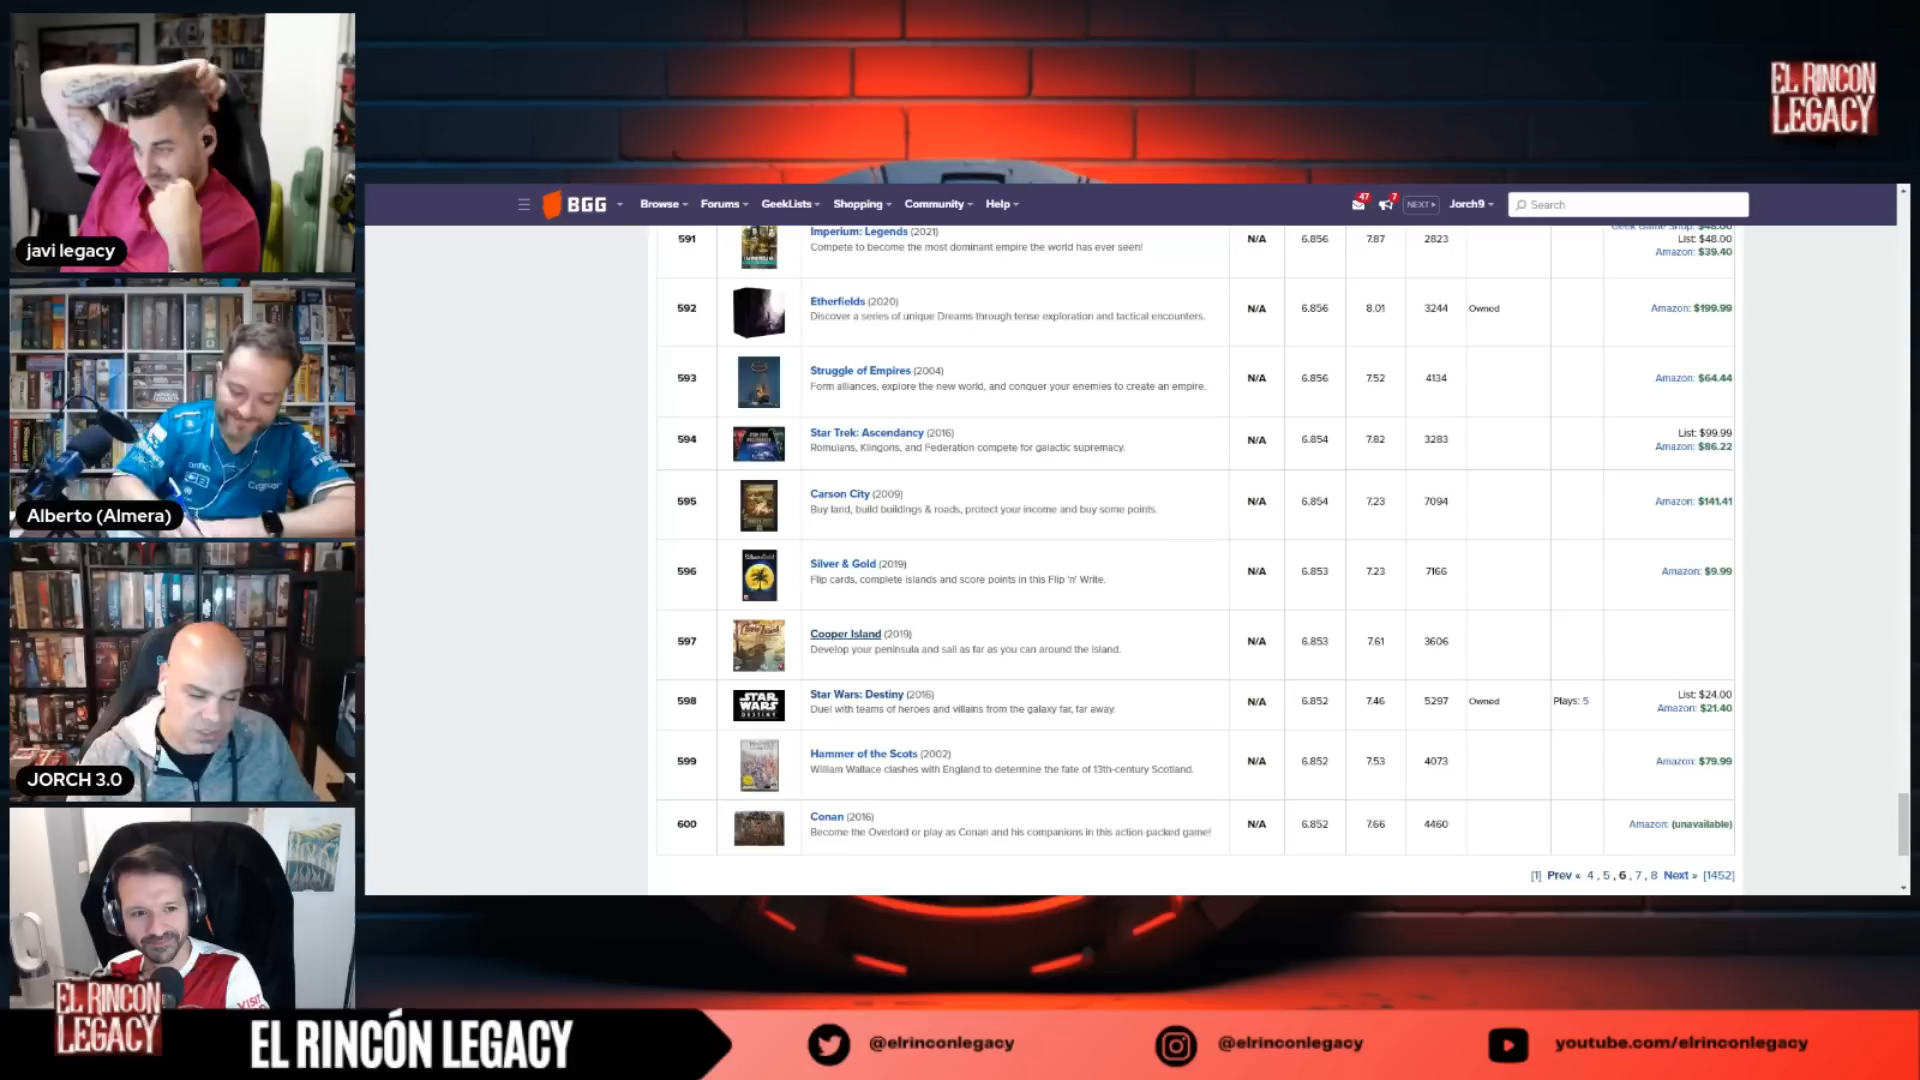 EL RINCON
LEGACY
javi legacy
Alberto (Almera)
JORCH 3.0
BGG
Browse
Forums
GeekLists
Shopping
Community
Help
47
7
NEXT
Jorch9
Search
591
Imperium: Legends (2021)
Compete to become the most dominant empire the world has ever seen!
N/A
6.856
7.87
2823
Geek Game Shop: $48.00
List: $48.00
Amazon: $39.40
592
Etherfields (2020)
Discover a series of unique Dreams through tense exploration and tactical encounters.
N/A
6.856
8.01
3244
Owned
Amazon: $199.99
593
Struggle of Empires (2004)
Form alliances, explore the new world, and conquer your enemies to create an empire.
N/A
6.856
7.52
4134
Amazon: $64.44
594
Star Trek: Ascendancy (2016)
Romulans, Klingons, and Federation compete for galactic supremacy.
N/A
6.854
7.82
3283
List: $99.99
Amazon: $86.22
595
Carson City (2009)
Buy land, build buildings & roads, protect your income and buy some points.
N/A
6.854
7.23
7094
Amazon: $141.41
596
Silver & Gold (2019)
Flip cards, complete islands and score points in this Flip 'n' Write.
N/A
6.853
7.23
7166
Amazon: $9.99
597
Cooper Island (2019)
Develop your peninsula and sail as far as you can around the island.
N/A
6.853
7.61
3606
598
STAR
WARS
DESTINY
Star Wars: Destiny (2016)
Duel with teams of heroes and villains from the galaxy far, far away.
N/A
6.852
7.46
5297
Owned
Plays: 5
List: $24.00
Amazon: $21.40
599
Hammer of the Scots (2002)
William Wallace clashes with England to determine the fate of 13th-century Scotland.
N/A
6.852
7.53
4073
Amazon: $79.99
600
Conan (2016)
Become the Overlord or play as Conan and his companions in this action-packed game!
N/A
6.852
7.66
4460
Amazon: (unavailable)
[1] Prev « 4 , 5 , 6 , 7 , 8 Next » [1452]
VISIT
EL RINCON
LEGACY
EL RINCÓN LEGACY
@elrinconlegacy
@elrinconlegacy
youtube.com/elrinconlegacy